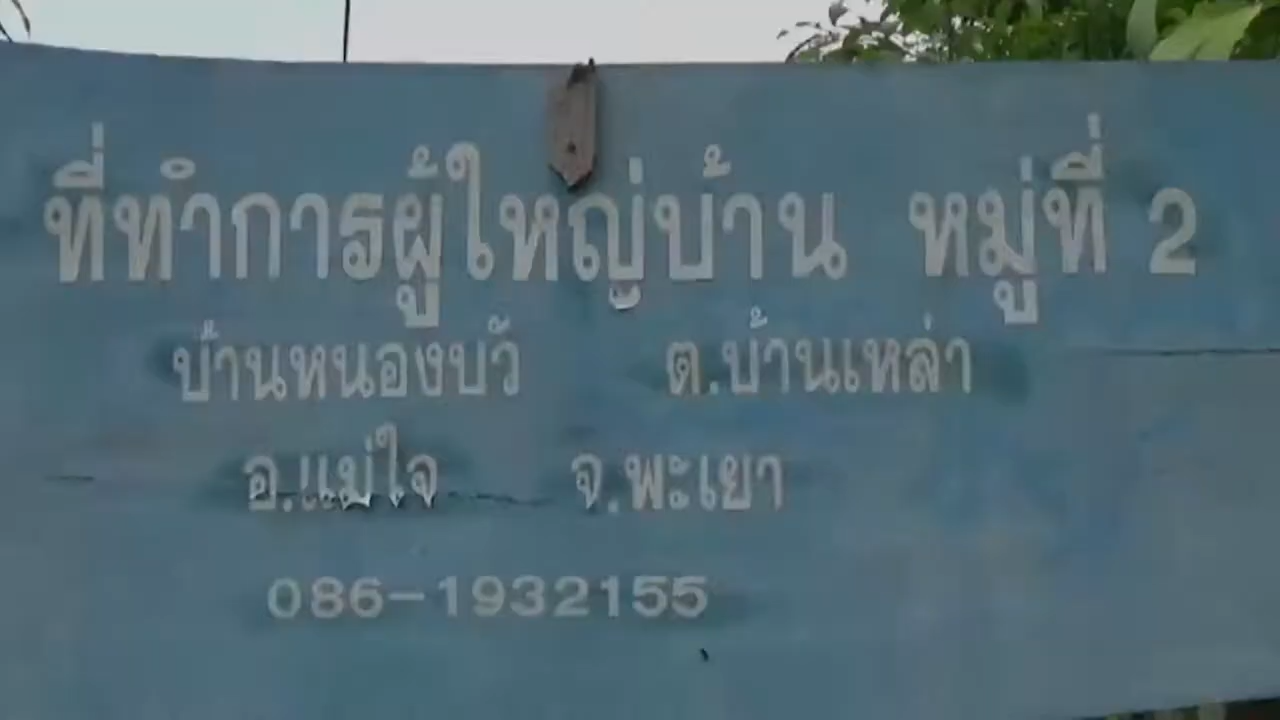 ที่ทำการผู้ใหญ่บ้าน หมู่ที่ 2
บ้านหนองบัว ต.บ้านเหล่า
อ.แม่ใจ จ.พะเยา
086-1932155